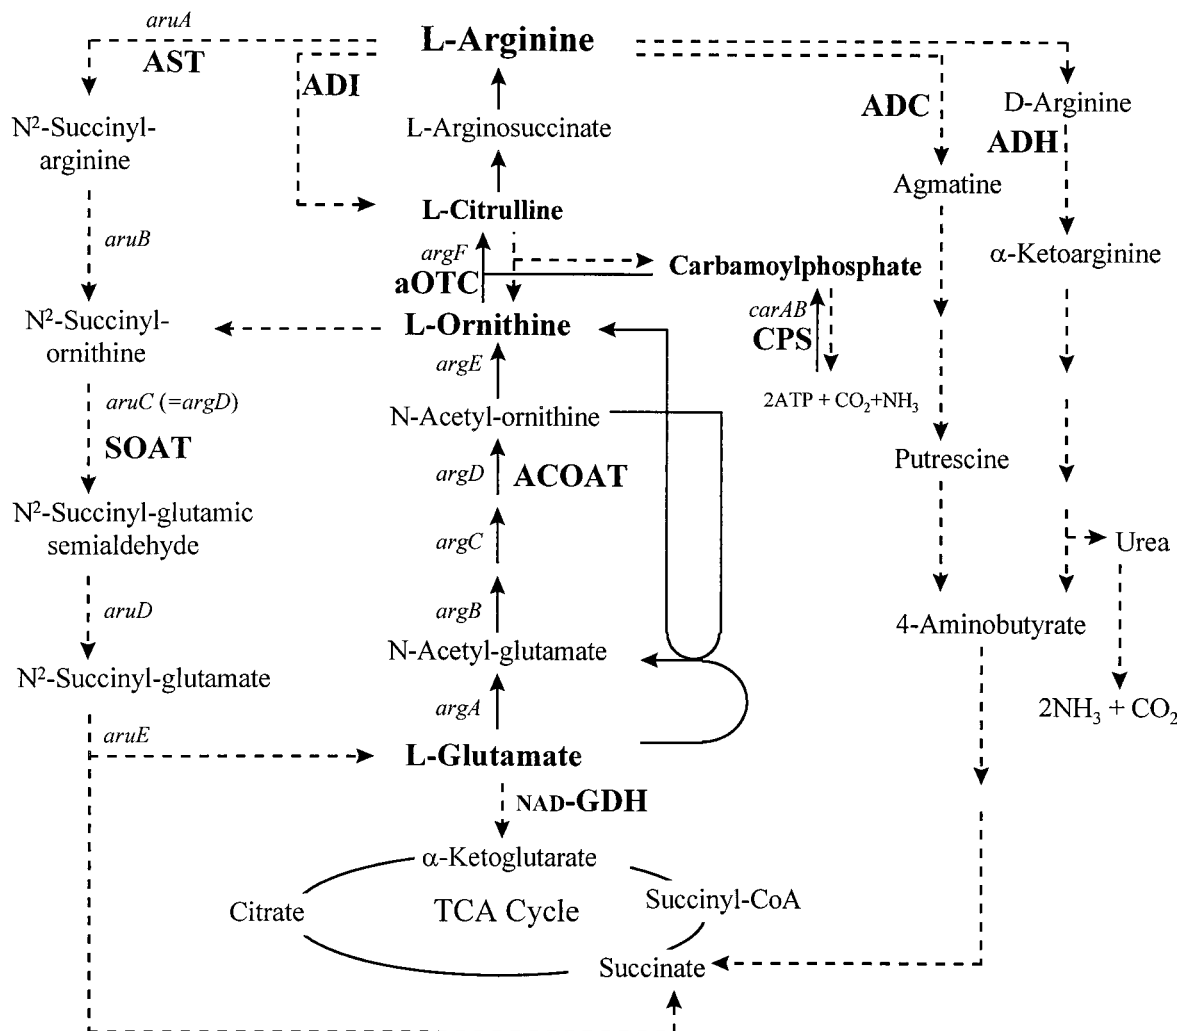 aruA
L-Arginine
AST
ADI
ADC
D-Arginine
N²-Succinyl-
arginine
L-Arginosuccinate
ADH
Agmatine
L-Citrulline
aruB
argF
aOTC
Carbamoylphosphate
α-Ketoarginine
N²-Succinyl-
ornithine
L-Ornithine
carAB
CPS
argE
aruC (=argD)
N-Acetyl-ornithine
2ATP + CO₂+NH₃
SOAT
argD
ACOAT
Putrescine
N²-Succinyl-glutamic
semialdehyde
argC
Urea
aruD
argB
4-Aminobutyrate
N-Acetyl-glutamate
N²-Succinyl-glutamate
argA
2NH₃ + CO₂
aruE
L-Glutamate
NAD-GDH
α-Ketoglutarate
Citrate
TCA Cycle
Succinyl-CoA
Succinate